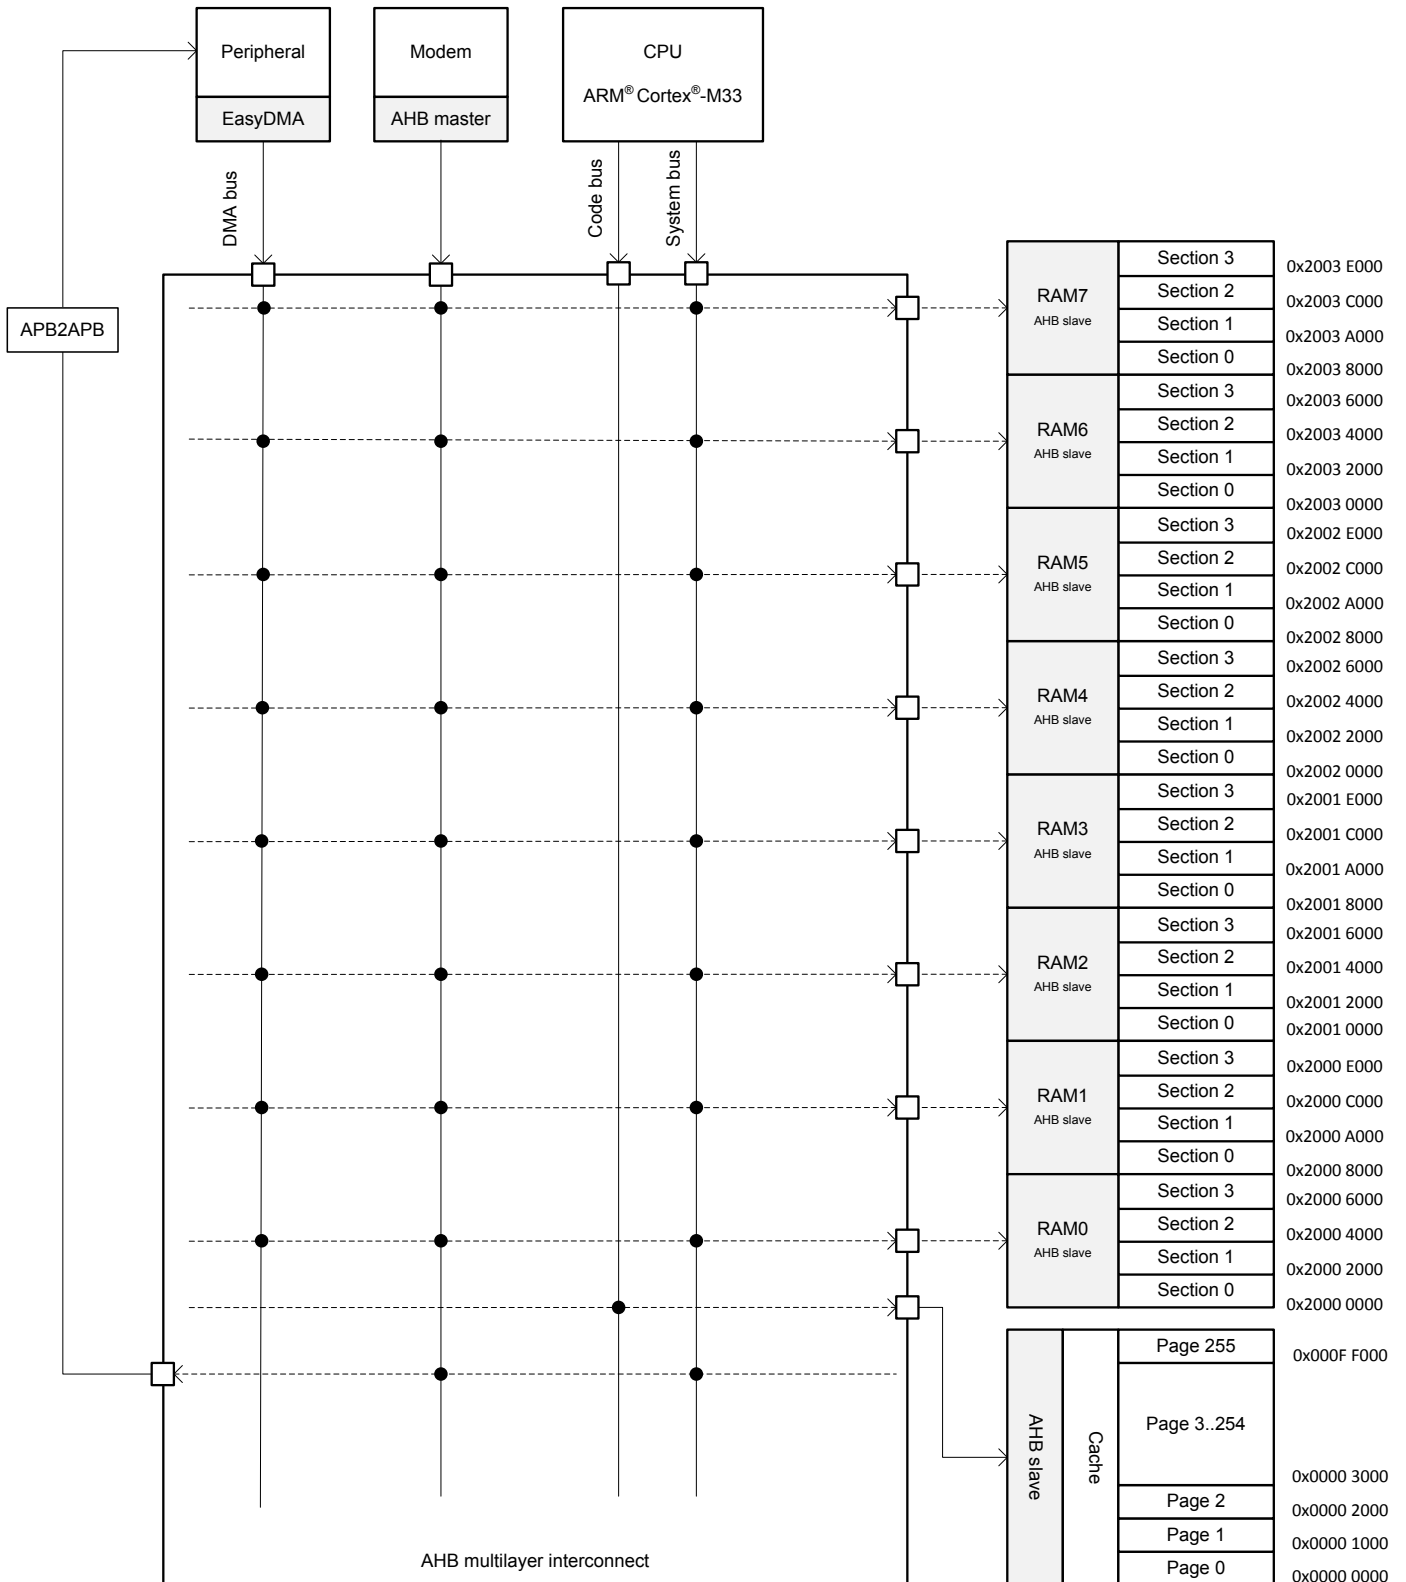 Peripheral
EasyDMA
Modem
AHB master
CPU
ARM® Cortex®-M33
DMA bus
Code bus
System bus
APB2APB
RAM7
AHB slave
Section 3
0x2003 E000
Section 2
0x2003 C000
Section 1
0x2003 A000
Section 0
0x2003 8000
RAM6
AHB slave
Section 3
0x2003 6000
Section 2
0x2003 4000
Section 1
0x2003 2000
Section 0
0x2003 0000
RAM5
AHB slave
Section 3
0x2002 E000
Section 2
0x2002 C000
Section 1
0x2002 A000
Section 0
0x2002 8000
RAM4
AHB slave
Section 3
0x2002 6000
Section 2
0x2002 4000
Section 1
0x2002 2000
Section 0
0x2002 0000
RAM3
AHB slave
Section 3
0x2001 E000
Section 2
0x2001 C000
Section 1
0x2001 A000
Section 0
0x2001 8000
RAM2
AHB slave
Section 3
0x2001 6000
Section 2
0x2001 4000
Section 1
0x2001 2000
Section 0
0x2001 0000
RAM1
AHB slave
Section 3
0x2000 E000
Section 2
0x2000 C000
Section 1
0x2000 A000
Section 0
0x2000 8000
RAM0
AHB slave
Section 3
0x2000 6000
Section 2
0x2000 4000
Section 1
0x2000 2000
Section 0
0x2000 0000
AHB slave
Cache
Page 255
0x000F F000
Page 3..254
0x0000 3000
Page 2
0x0000 2000
Page 1
0x0000 1000
Page 0
0x0000 0000
AHB multilayer interconnect